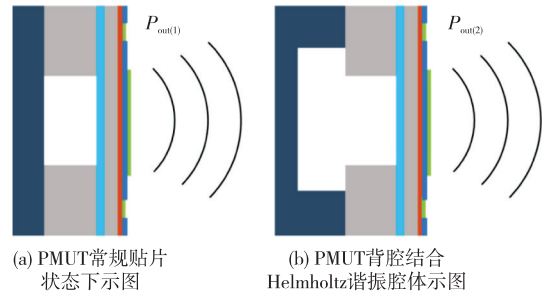 Pout(1)
Pout(2)
(a) PMUT常规贴片
状态下示图
(b) PMUT背腔结合
Helmholtz谐振腔体示图